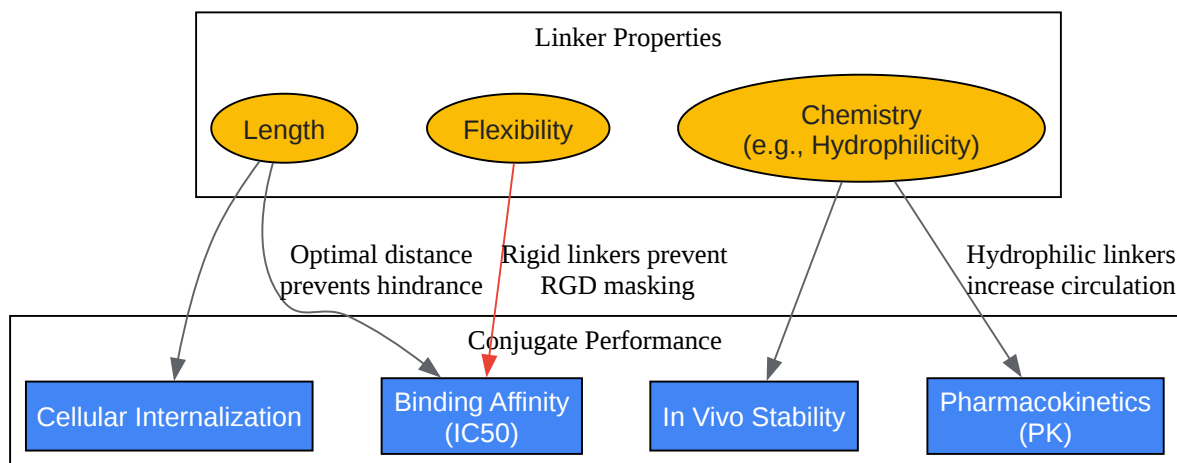 Linker Properties
Length
Flexibility
Chemistry
(e.g., Hydrophilicity)
Optimal distance
prevents hindrance
Rigid linkers prevent
RGD masking
Hydrophilic linkers
increase circulation
Conjugate Performance
Cellular Internalization
Binding Affinity
(IC50)
In Vivo Stability
Pharmacokinetics
(PK)